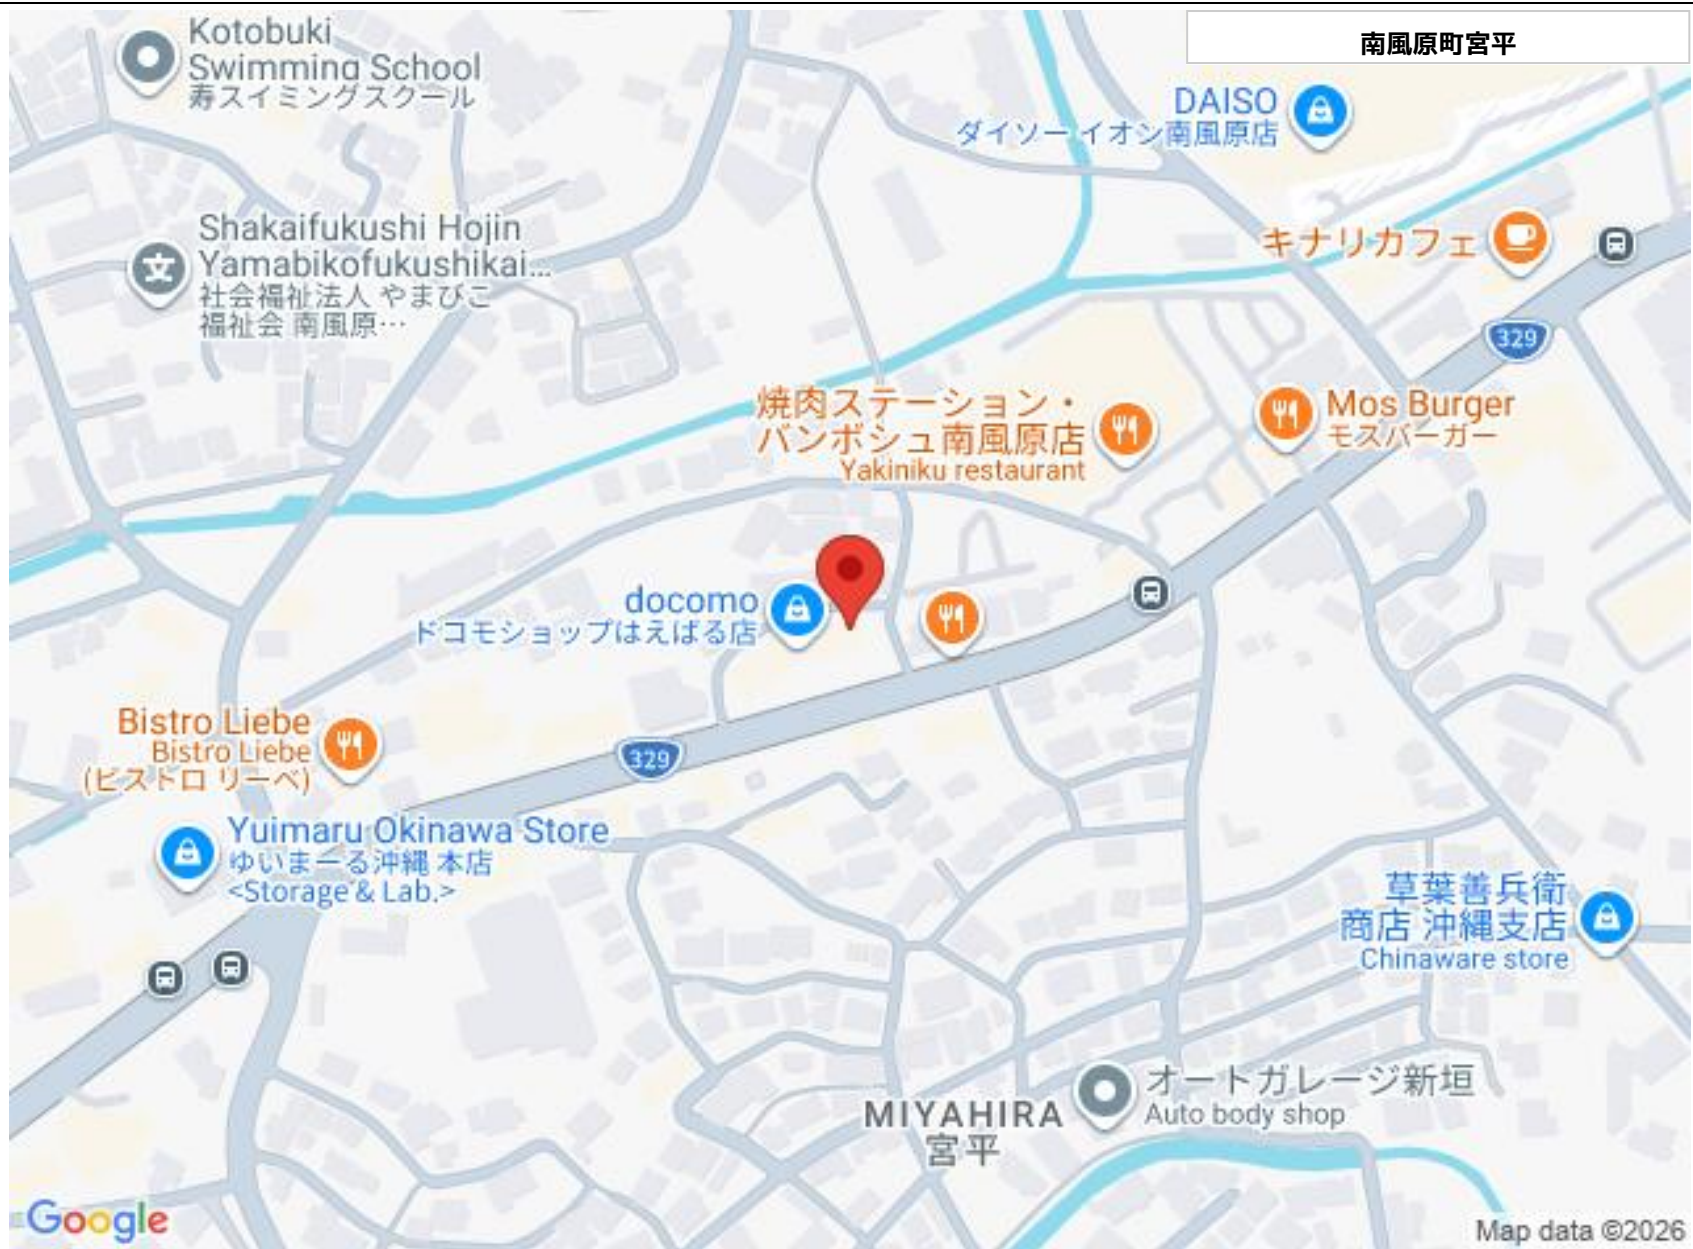 南風原町宮平
Kotobuki
Swimming School
寿スイミングスクール
DAISO
ダイソー イオン南風原店
Shakaifukushi Hojin
Yamabikofukushikai...
社会福祉法人 やまびこ
福祉会 南風原…
文
キナリカフェ
329
焼肉ステーション・
バンボシュ南風原店
Yakiniku restaurant
Mos Burger
モスバーガー
docomo
ドコモショップはえばる店
Bistro Liebe
Bistro Liebe
(ビストロ リーベ)
329
Yuimaru Okinawa Store
ゆいまーる沖縄 本店
<Storage & Lab.>
草葉善兵衛
商店 沖縄支店
Chinaware store
オートガレージ新垣
Auto body shop
MIYAHIRA
宮平
Google
Map data ©2026